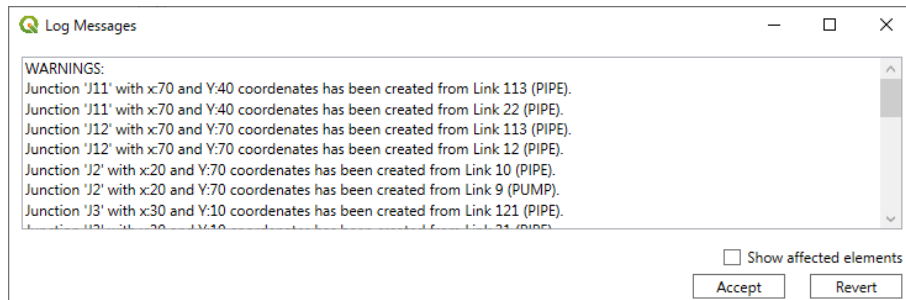 Log Messages
WARNINGS:
Junction 'J11' with x:70 and Y:40 coordenates has been created from Link 113 (PIPE).
Junction 'J11' with x:70 and Y:40 coordenates has been created from Link 22 (PIPE).
Junction 'J12' with x:70 and Y:70 coordenates has been created from Link 113 (PIPE).
Junction 'J12' with x:70 and Y:70 coordenates has been created from Link 12 (PIPE).
Junction 'J2' with x:20 and Y:70 coordenates has been created from Link 10 (PIPE).
Junction 'J2' with x:20 and Y:70 coordenates has been created from Link 9 (PUMP).
Junction 'J3' with x:30 and Y:10 coordenates has been created from Link 121 (PIPE).
Show affected elements
Accept Revert